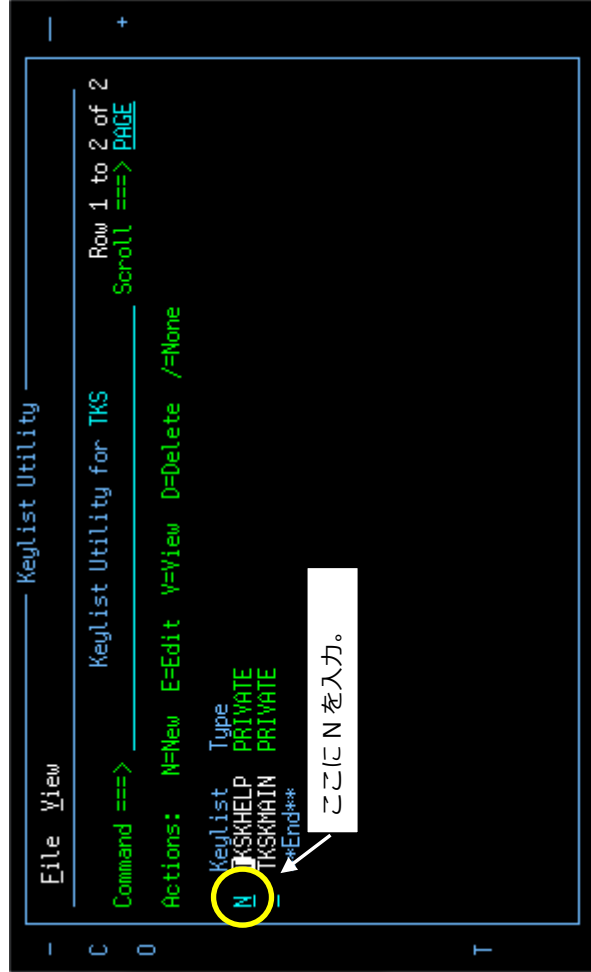 Keylist Utility
File View
Keylist Utility for TKS Row 1 to 2 of 2
Command ===> Scroll ===> PAGE
Actions: N=New E=Edit V=View D=Delete /=None
Keylist Type
N TKSKHELP PRIVATE
_ TKSKMAIN PRIVATE
**End**
ここに N を入力。
C
O
T